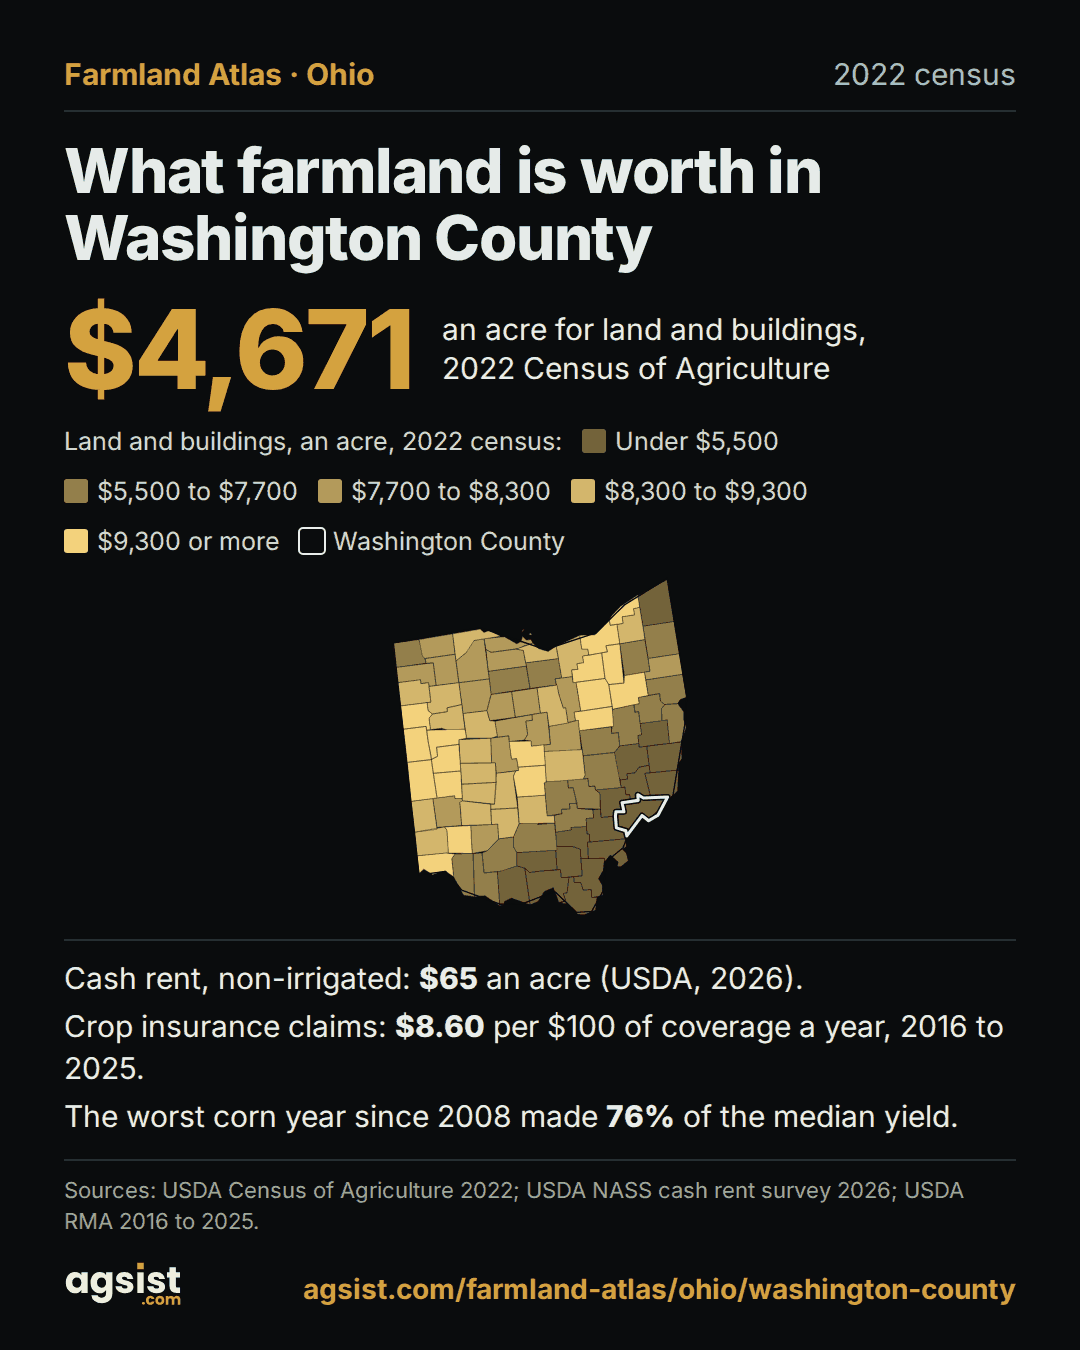 Farmland Atlas · Ohio
2022 census
What farmland is worth in
Washington County
$4,671
an acre for land and buildings,
2022 Census of Agriculture
Land and buildings, an acre, 2022 census: Under $5,500
$5,500 to $7,700 $7,700 to $8,300 $8,300 to $9,300
$9,300 or more Washington County
Cash rent, non-irrigated: $65 an acre (USDA, 2026).
Crop insurance claims: $8.60 per $100 of coverage a year, 2016 to
2025.
The worst corn year since 2008 made 76% of the median yield.
Sources: USDA Census of Agriculture 2022; USDA NASS cash rent survey 2026; USDA
RMA 2016 to 2025.
agsist
.com
agsist.com/farmland-atlas/ohio/washington-county